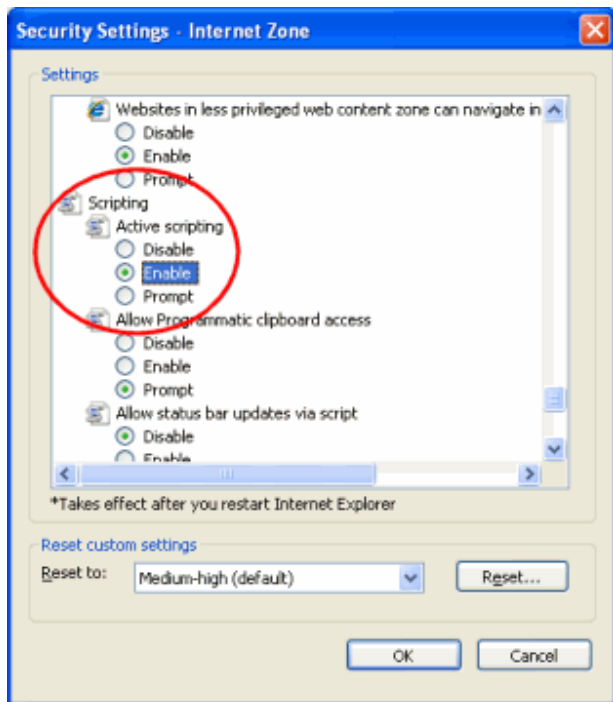 Security Settings - Internet Zone
Settings
Websites in less privileged web content zone can navigate in
Disable
Enable
Prompt
Scripting
Active scripting
Disable
Enable
Prompt
Allow Programmatic clipboard access
Disable
Enable
Prompt
Allow status bar updates via script
Disable
Enable
*Takes effect after you restart Internet Explorer
Reset custom settings
Reset to: Medium-high (default) Reset...
OK Cancel